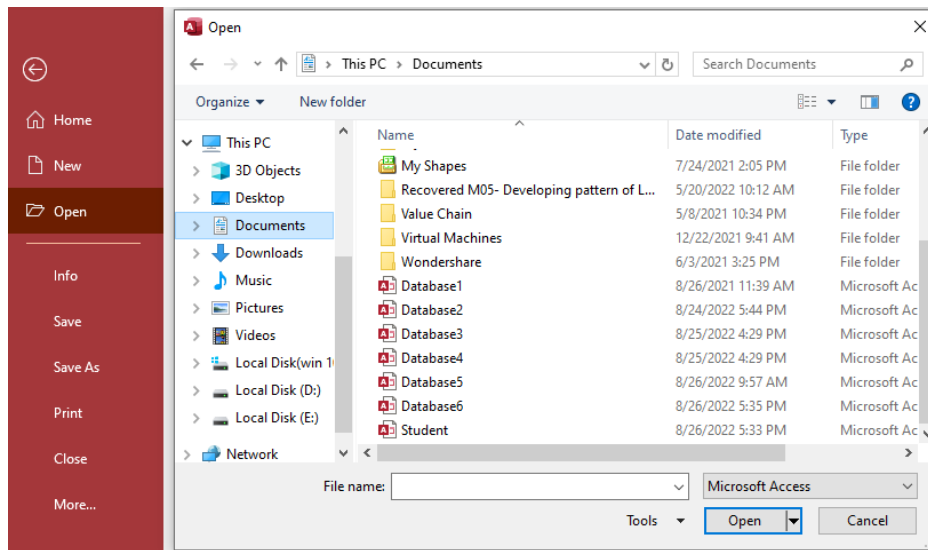 Open
This PC > Documents
Search Documents
Organize
New folder
Home
New
Open
Info
Save
Save As
Print
Close
More...
This PC
3D Objects
Desktop
Documents
Downloads
Music
Pictures
Videos
Local Disk(win 1
Local Disk (D:)
Local Disk (E:)
Network
Name Date modified Type
My Shapes 7/24/2021 2:05 PM File folder
Recovered M05- Developing pattern of L... 5/20/2022 10:12 AM File folder
Value Chain 5/8/2021 10:34 PM File folder
Virtual Machines 12/22/2021 9:41 AM File folder
Wondershare 6/3/2021 3:25 PM File folder
Database1 8/26/2021 11:39 AM Microsoft Ac
Database2 8/24/2022 5:44 PM Microsoft Ac
Database3 8/25/2022 4:29 PM Microsoft Ac
Database4 8/25/2022 4:29 PM Microsoft Ac
Database5 8/26/2022 9:57 AM Microsoft Ac
Database6 8/26/2022 5:35 PM Microsoft Ac
Student 8/26/2022 5:33 PM Microsoft Ac
File name:
Microsoft Access
Tools
Open
Cancel